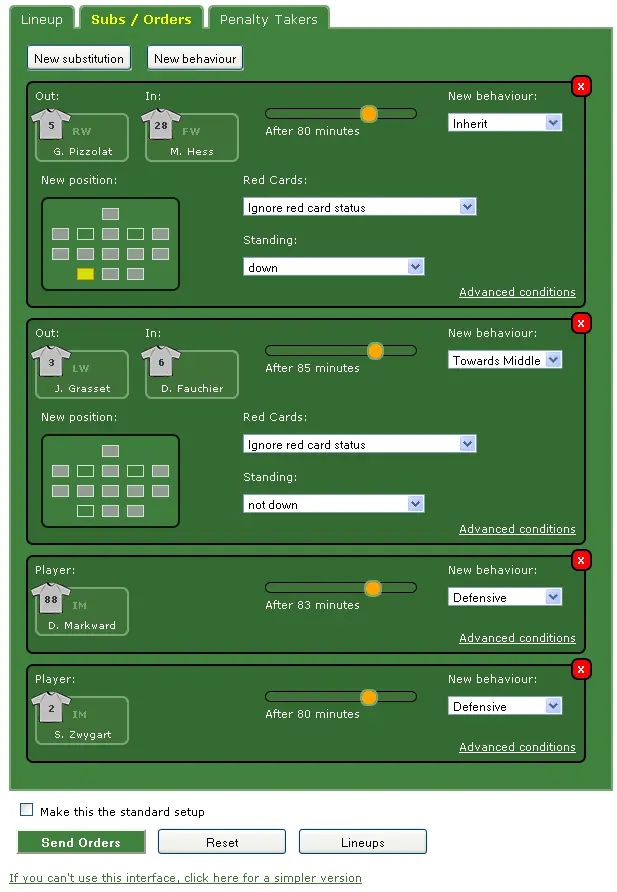 Lineup Subs / Orders Penalty Takers
New substitution New behaviour
x
Out: In: New behaviour:
5 RW 28 FW Inherit
G. Pizzolat M. Hess After 80 minutes
New position: Red Cards:
Ignore red card status
Standing:
down
Advanced conditions
x
Out: In: New behaviour:
3 LW 6 Towards Middle
J. Grasset D. Fauchier After 85 minutes
New position: Red Cards:
Ignore red card status
Standing:
not down
Advanced conditions
x
Player: New behaviour:
88 IM Defensive
D. Markward After 83 minutes
Advanced conditions
x
Player: New behaviour:
2 IM Defensive
S. Zwygart After 80 minutes
Advanced conditions
Make this the standard setup
Send Orders Reset Lineups
If you can't use this interface, click here for a simpler version